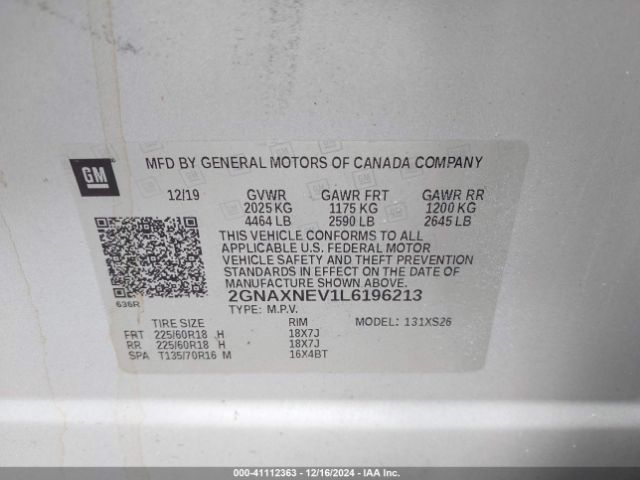 GM
MFD BY GENERAL MOTORS OF CANADA COMPANY
12/19 GVWR GAWR FRT GAWR RR
2025 KG 1175 KG 1200 KG
4464 LB 2590 LB 2645 LB
THIS VEHICLE CONFORMS TO ALL
APPLICABLE U.S. FEDERAL MOTOR
VEHICLE SAFETY AND THEFT PREVENTION
STANDARDS IN EFFECT ON THE DATE OF
MANUFACTURE SHOWN ABOVE.
636R 2GNAXNEV1L6196213
TYPE: M.P.V.
TIRE SIZE RIM MODEL: 131XS26
FRT 225/60R18 H 18X7J
RR 225/60R18 H 18X7J
SPA T135/70R16 M 16X4BT
000-41112363 - 12/16/2024 - IAA Inc.